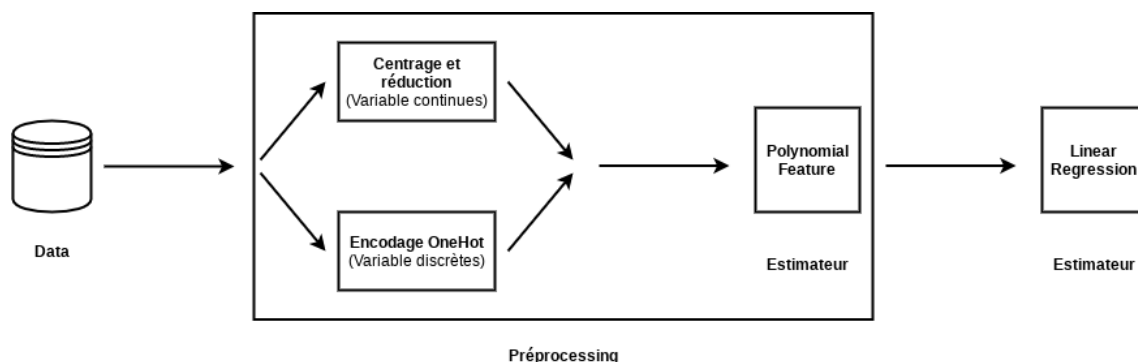 Data
Centrage et
réduction
(Variable continues)
Encodage OneHot
(Variable discrètes)
Polynomial
Feature
Estimateur
Préprocessing
Linear
Regression
Estimateur